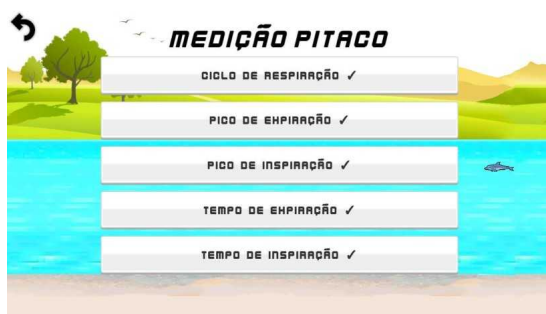 MEDIÇÃO PITACO
CICLO DE RESPIRAÇÃO ✓
PICO DE EXPIRAÇÃO ✓
PICO DE INSPIRAÇÃO ✓
TEMPO DE EXPIRAÇÃO ✓
TEMPO DE INSPIRAÇÃO ✓